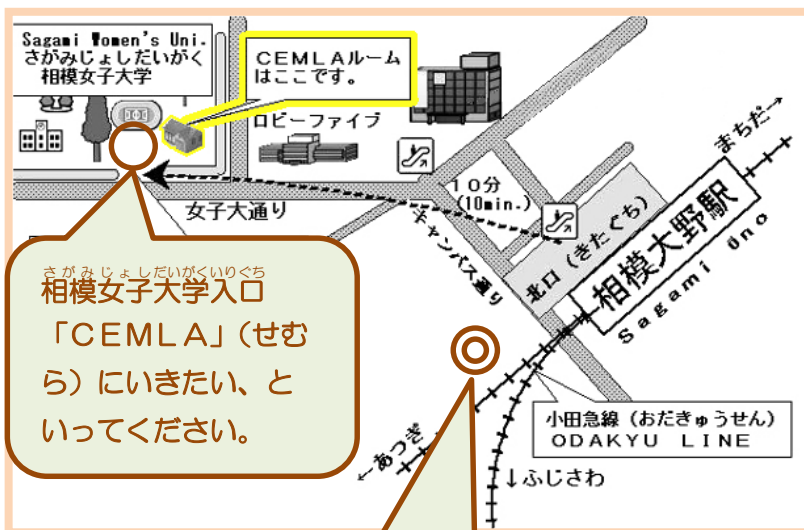 Sagami Women's Uni.
さがみじょしだいがく
相模女子大学
CEMLAルーム
はここです。
ロビーファイブ
まちだ→
10分
(10min.)
女子大通り
キャンパス通り
北口(きたぐち)
相模大野駅
Sagami Ūno
さがみじょしだいがくいりぐち
相模女子大学入口
「CEMLA」(せむ
ら)にいきたい、と
いってください。
小田急線(おだきゅうせん)
ODAKYU LINE
←あつぎ
↓ふじさわ